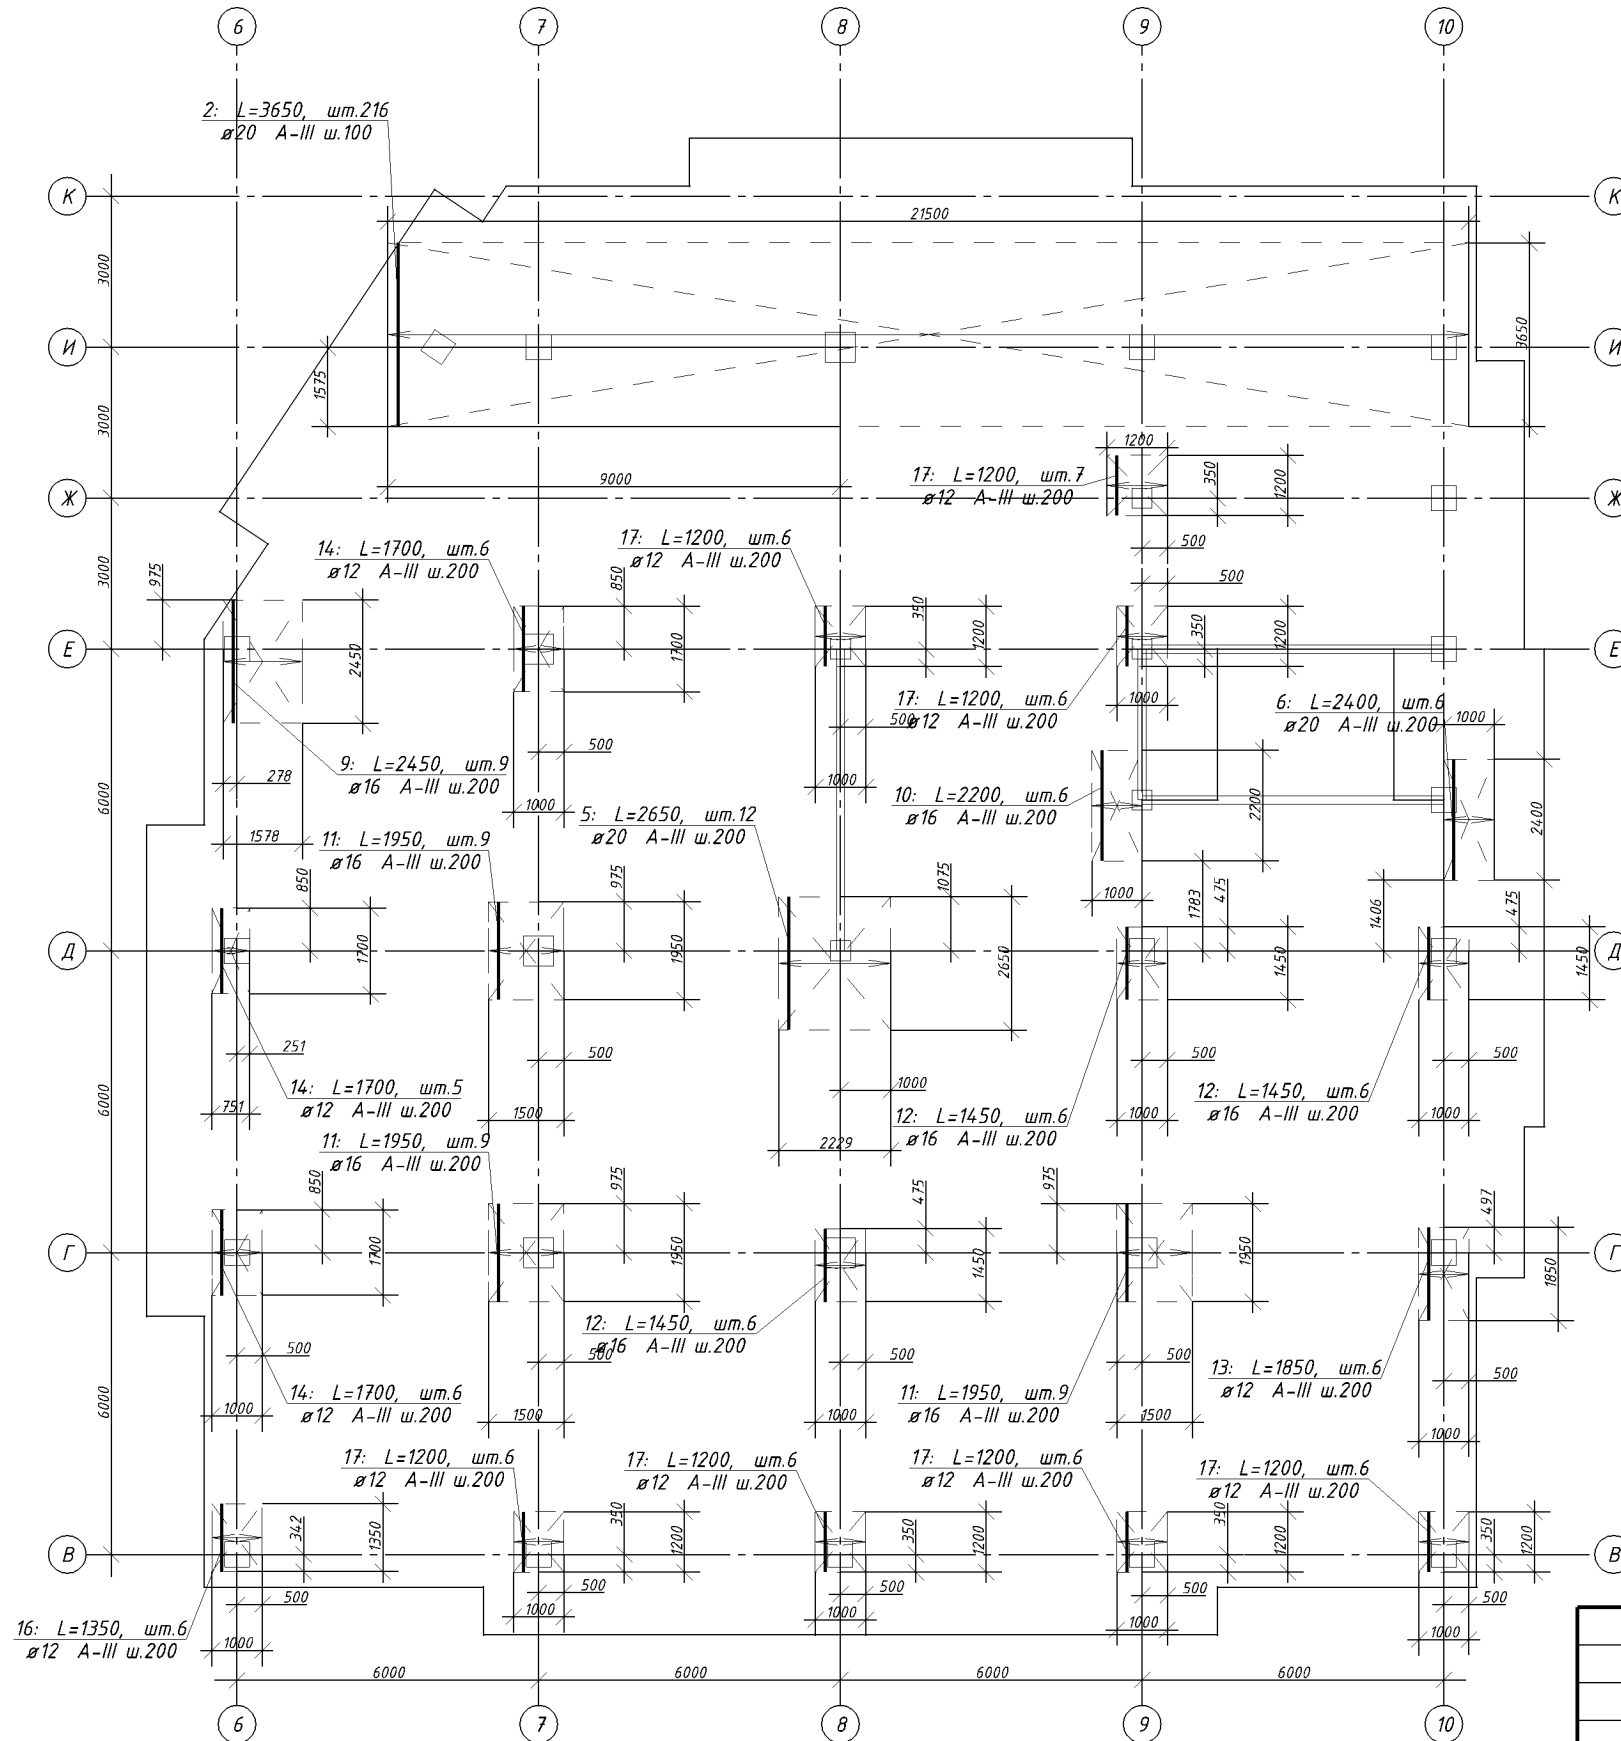 6 7 8 9 10
2: L=3650, шт.216
ø20 А-III ш.100
К К
21500
3000
3650
И И
1575
3000
1200
17: L=1200, шт.7
ø12 А-III ш.200
350
1200
9000
Ж Ж
500
17: L=1200, шт.6
ø12 А-III ш.200
14: L=1700, шт.6
ø12 А-III ш.200
3000
975
850
350
1200
500
350
1200
Е Е
2450
1700
17: L=1200, шт.6
ø12 А-III ш.200
1000
6: L=2400, шт.6
ø20 А-III ш.200
1000
500
500
9: L=2450, шт.9
ø16 А-III ш.200
278
1000
1000
10: L=2200, шт.6
ø16 А-III ш.200
2200
2400
6000
5: L=2650, шт.12
ø20 А-III ш.200
1578
11: L=1950, шт.9
ø16 А-III ш.200
850
975
1075
1000
1783
475
1406
475
Д Д
1700
1950
2650
1450
1450
251
500
1000
500
500
14: L=1700, шт.5
ø12 А-III ш.200
751
1500
12: L=1450, шт.6
ø16 А-III ш.200
1000
12: L=1450, шт.6
ø16 А-III ш.200
1000
6000
11: L=1950, шт.9
ø16 А-III ш.200
2229
850
975
475
975
497
Г Г
1700
1950
1450
1950
1850
12: L=1450, шт.6
ø16 А-III ш.200
500
500
500
500
500
14: L=1700, шт.6
ø12 А-III ш.200
1000
1500
1000
11: L=1950, шт.9
ø16 А-III ш.200
1500
13: L=1850, шт.6
ø12 А-III ш.200
1000
6000
17: L=1200, шт.6
ø12 А-III ш.200
17: L=1200, шт.6
ø12 А-III ш.200
17: L=1200, шт.6
ø12 А-III ш.200
17: L=1200, шт.6
ø12 А-III ш.200
342
1350
350
1200
350
1200
350
1200
350
1200
В В
500
500
500
500
500
1000
1000
1000
1000
1000
16: L=1350, шт.6
ø12 А-III ш.200
6000 6000 6000 6000
6 7 8 9 10